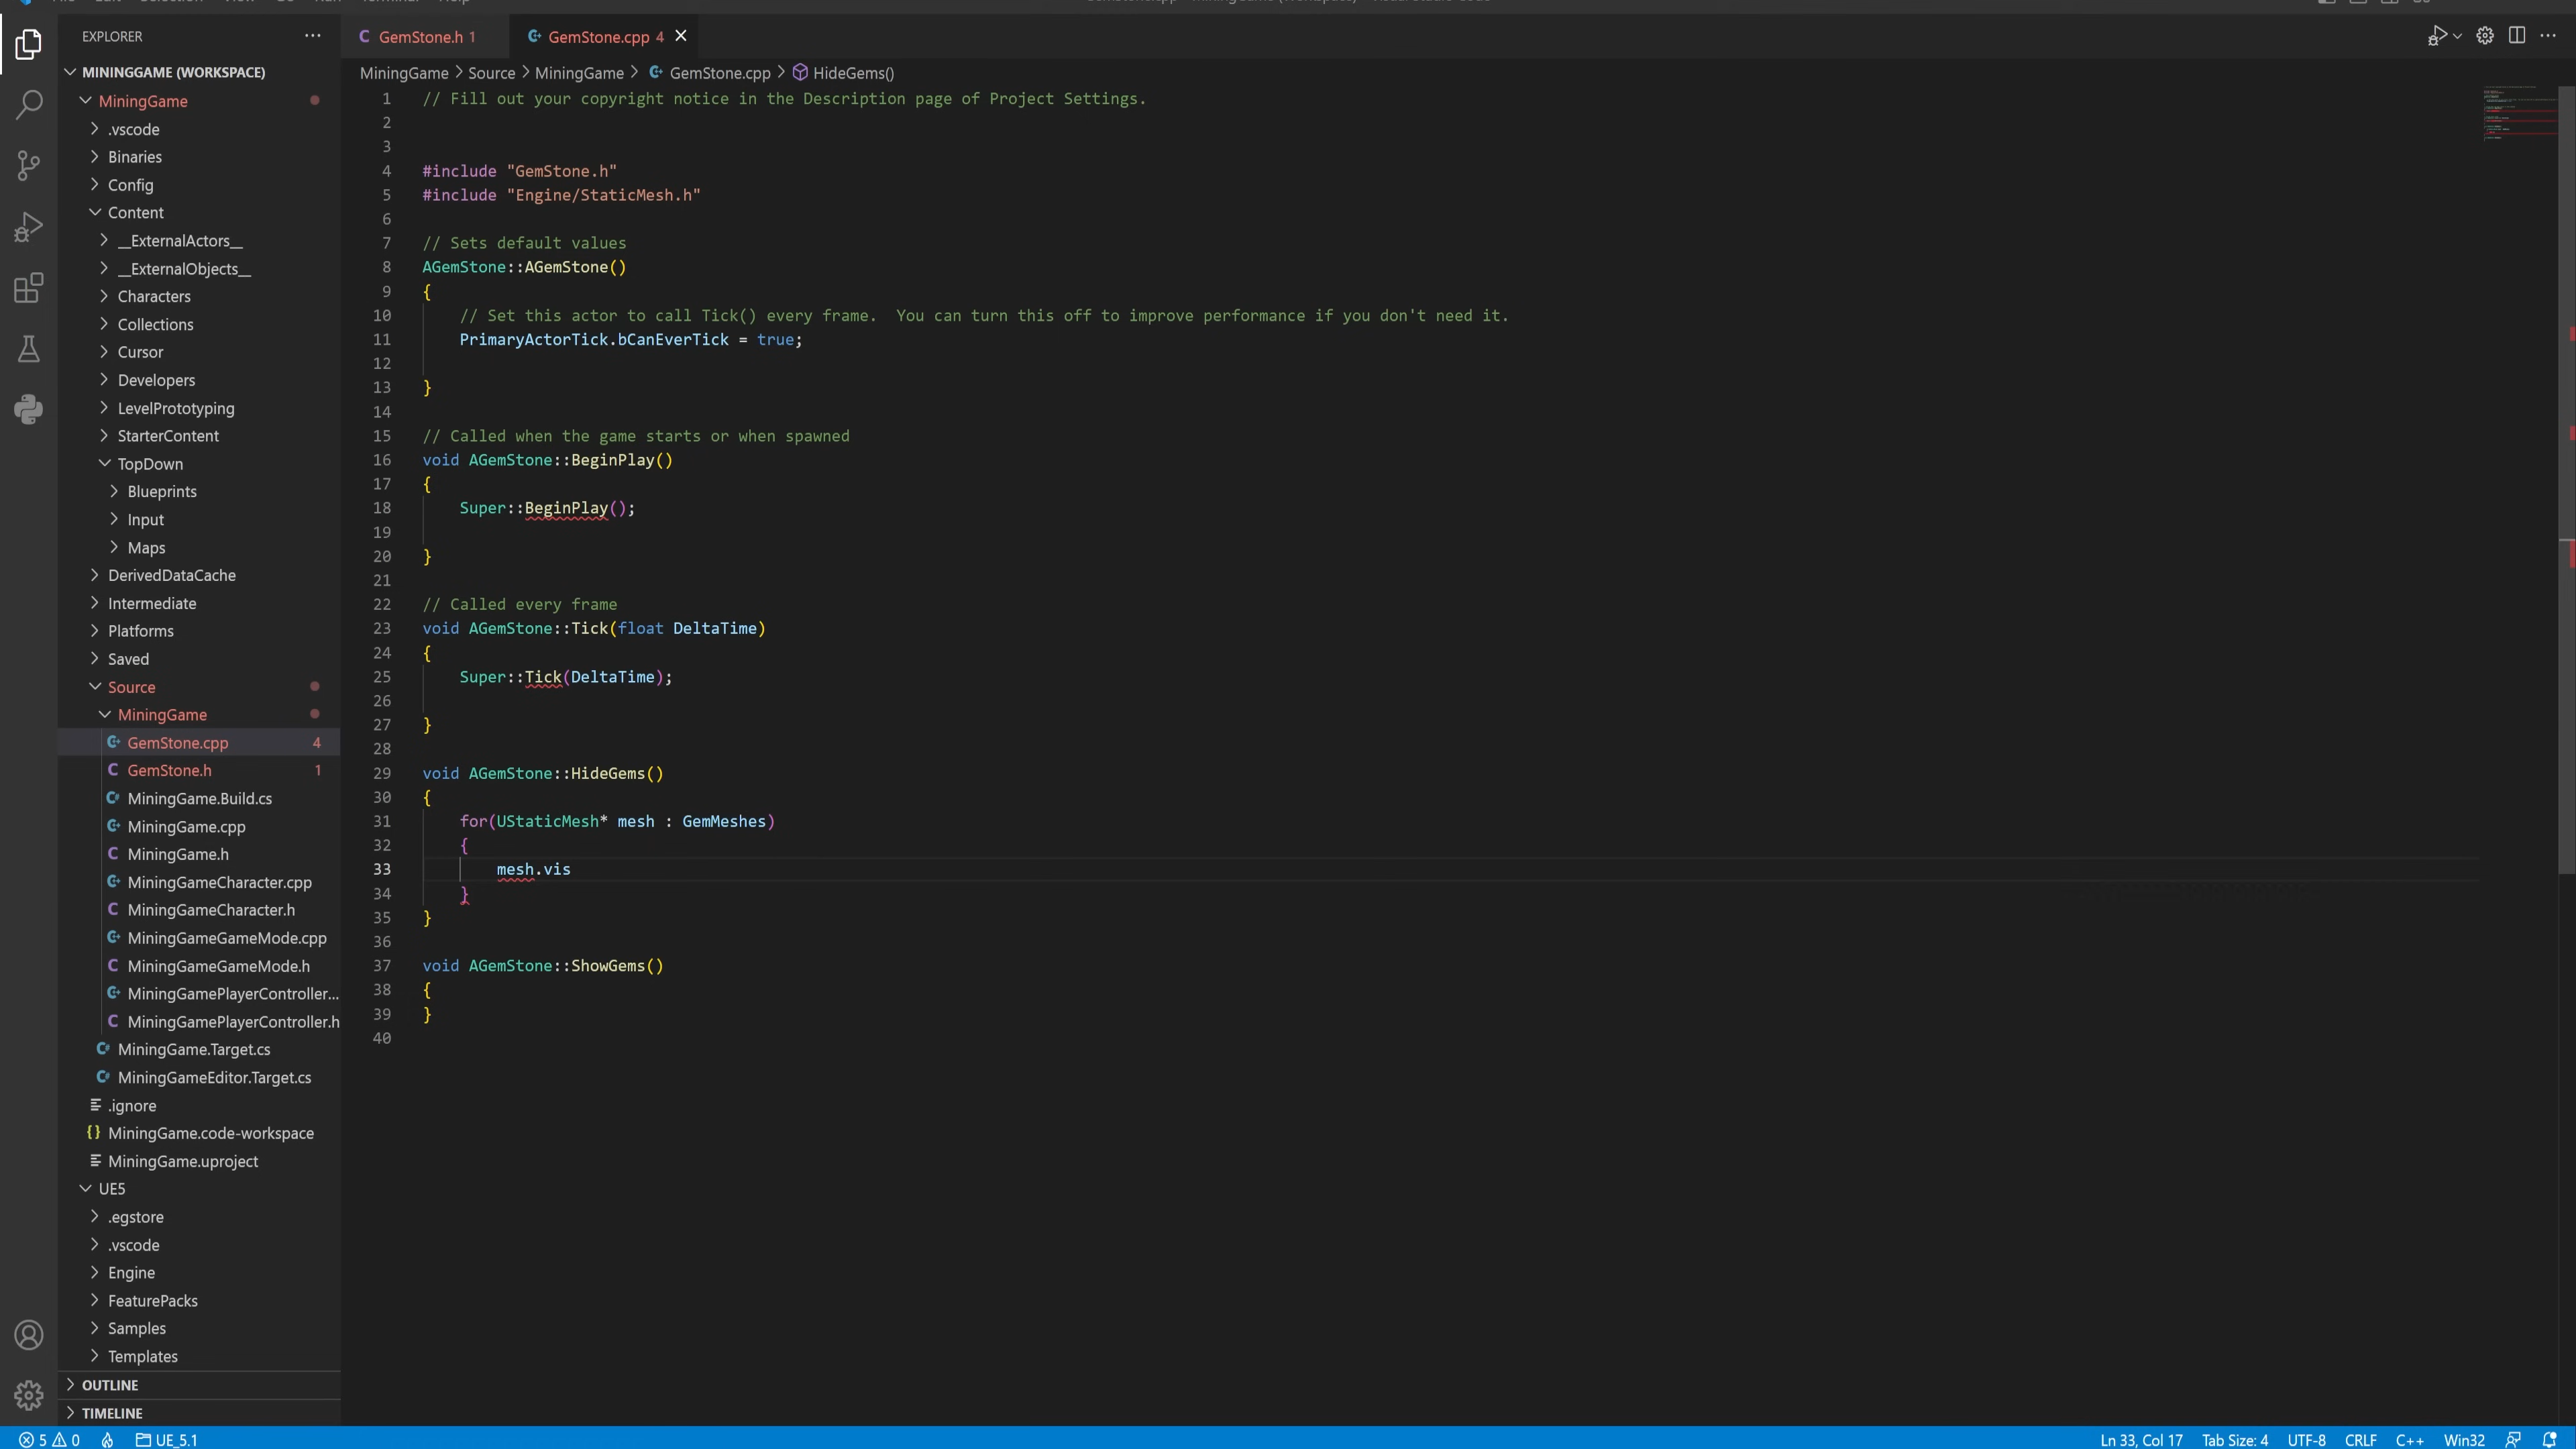 EXPLORER
MININGGAME (WORKSPACE)
MiningGame
.vscode
Binaries
Config
Content
__ExternalActors__
__ExternalObjects__
Characters
Collections
Cursor
Developers
LevelPrototyping
StarterContent
TopDown
Blueprints
Input
Maps
DerivedDataCache
Intermediate
Platforms
Saved
Source
MiningGame
GemStone.cpp 4
GemStone.h 1
MiningGame.Build.cs
MiningGame.cpp
MiningGame.h
MiningGameCharacter.cpp
MiningGameCharacter.h
MiningGameGameMode.cpp
MiningGameGameMode.h
MiningGamePlayerController...
MiningGamePlayerController.h
MiningGame.Target.cs
MiningGameEditor.Target.cs
.ignore
MiningGame.code-workspace
MiningGame.uproject
UE5
.egstore
.vscode
Engine
FeaturePacks
Samples
Templates
OUTLINE
TIMELINE
GemStone.h 1
GemStone.cpp 4
MiningGame > Source > MiningGame > GemStone.cpp > HideGems()
1 // Fill out your copyright notice in the Description page of Project Settings.
2
3
4 #include "GemStone.h"
5 #include "Engine/StaticMesh.h"
6
7 // Sets default values
8 AGemStone::AGemStone()
9 {
10 // Set this actor to call Tick() every frame.  You can turn this off to improve performance if you don't need it.
11 PrimaryActorTick.bCanEverTick = true;
12
13 }
14
15 // Called when the game starts or when spawned
16 void AGemStone::BeginPlay()
17 {
18 Super::BeginPlay();
19
20 }
21
22 // Called every frame
23 void AGemStone::Tick(float DeltaTime)
24 {
25 Super::Tick(DeltaTime);
26
27 }
28
29 void AGemStone::HideGems()
30 {
31 for(UStaticMesh* mesh : GemMeshes)
32 {
33 mesh.vis
34 }
35 }
36
37 void AGemStone::ShowGems()
38 {
39 }
40
5 0 UE_5.1
Ln 33, Col 17 Tab Size: 4 UTF-8 CRLF C++ Win32